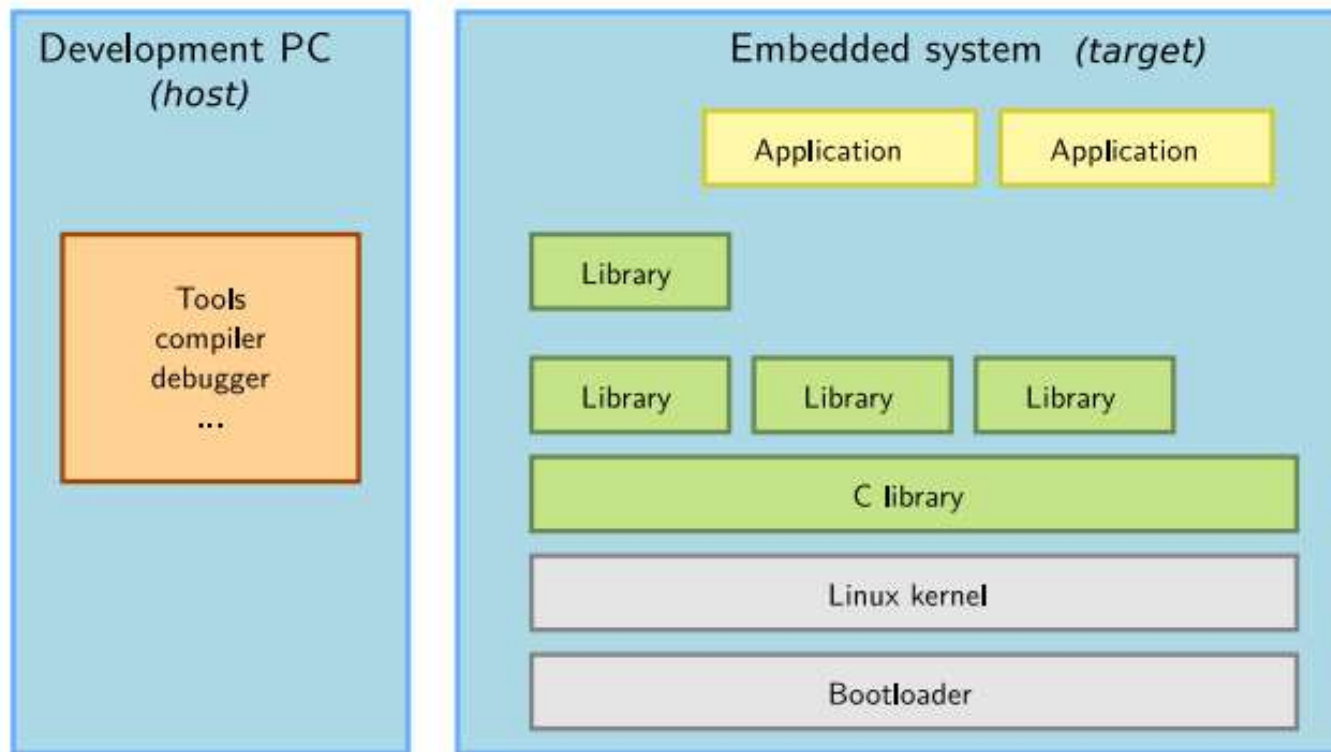 Development PC
(host)
Tools
compiler
debugger
...
Embedded system (target)
Application Application
Library
Library Library Library
C library
Linux kernel
Bootloader